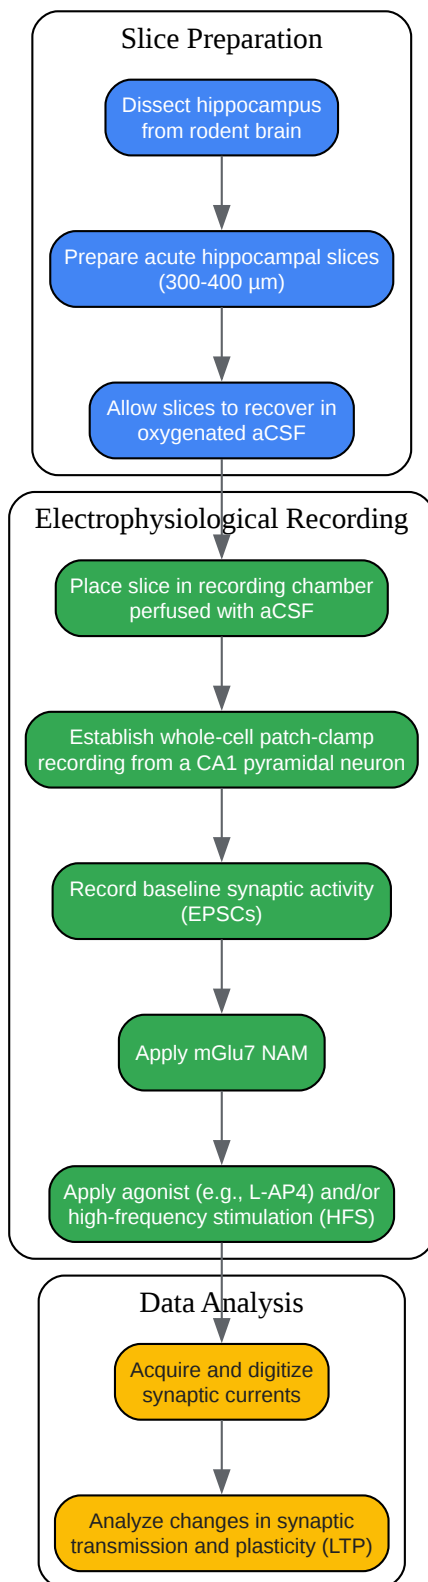 Slice Preparation
Dissect hippocampus
from rodent brain
Prepare acute hippocampal slices
(300-400 µm)
Allow slices to recover in
oxygenated aCSF
Electrophysiological Recording
Place slice in recording chamber
perfused with aCSF
Establish whole-cell patch-clamp
recording from a CA1 pyramidal neuron
Record baseline synaptic activity
(EPSCs)
Apply mGlu7 NAM
Apply agonist (e.g., L-AP4) and/or
high-frequency stimulation (HFS)
Data Analysis
Acquire and digitize
synaptic currents
Analyze changes in synaptic
transmission and plasticity (LTP)